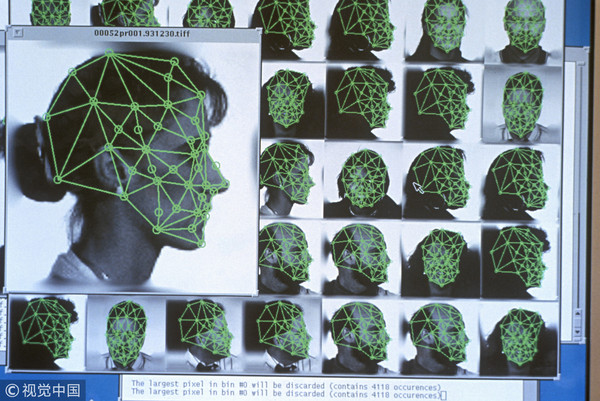 00052pr001.931230.tiff
The largest pixel in bin #0 will be discarded (contains 4118 occurences)
The largest pixel in bin #0 will be discarded (contains 4118 occurences)
© 视觉中国